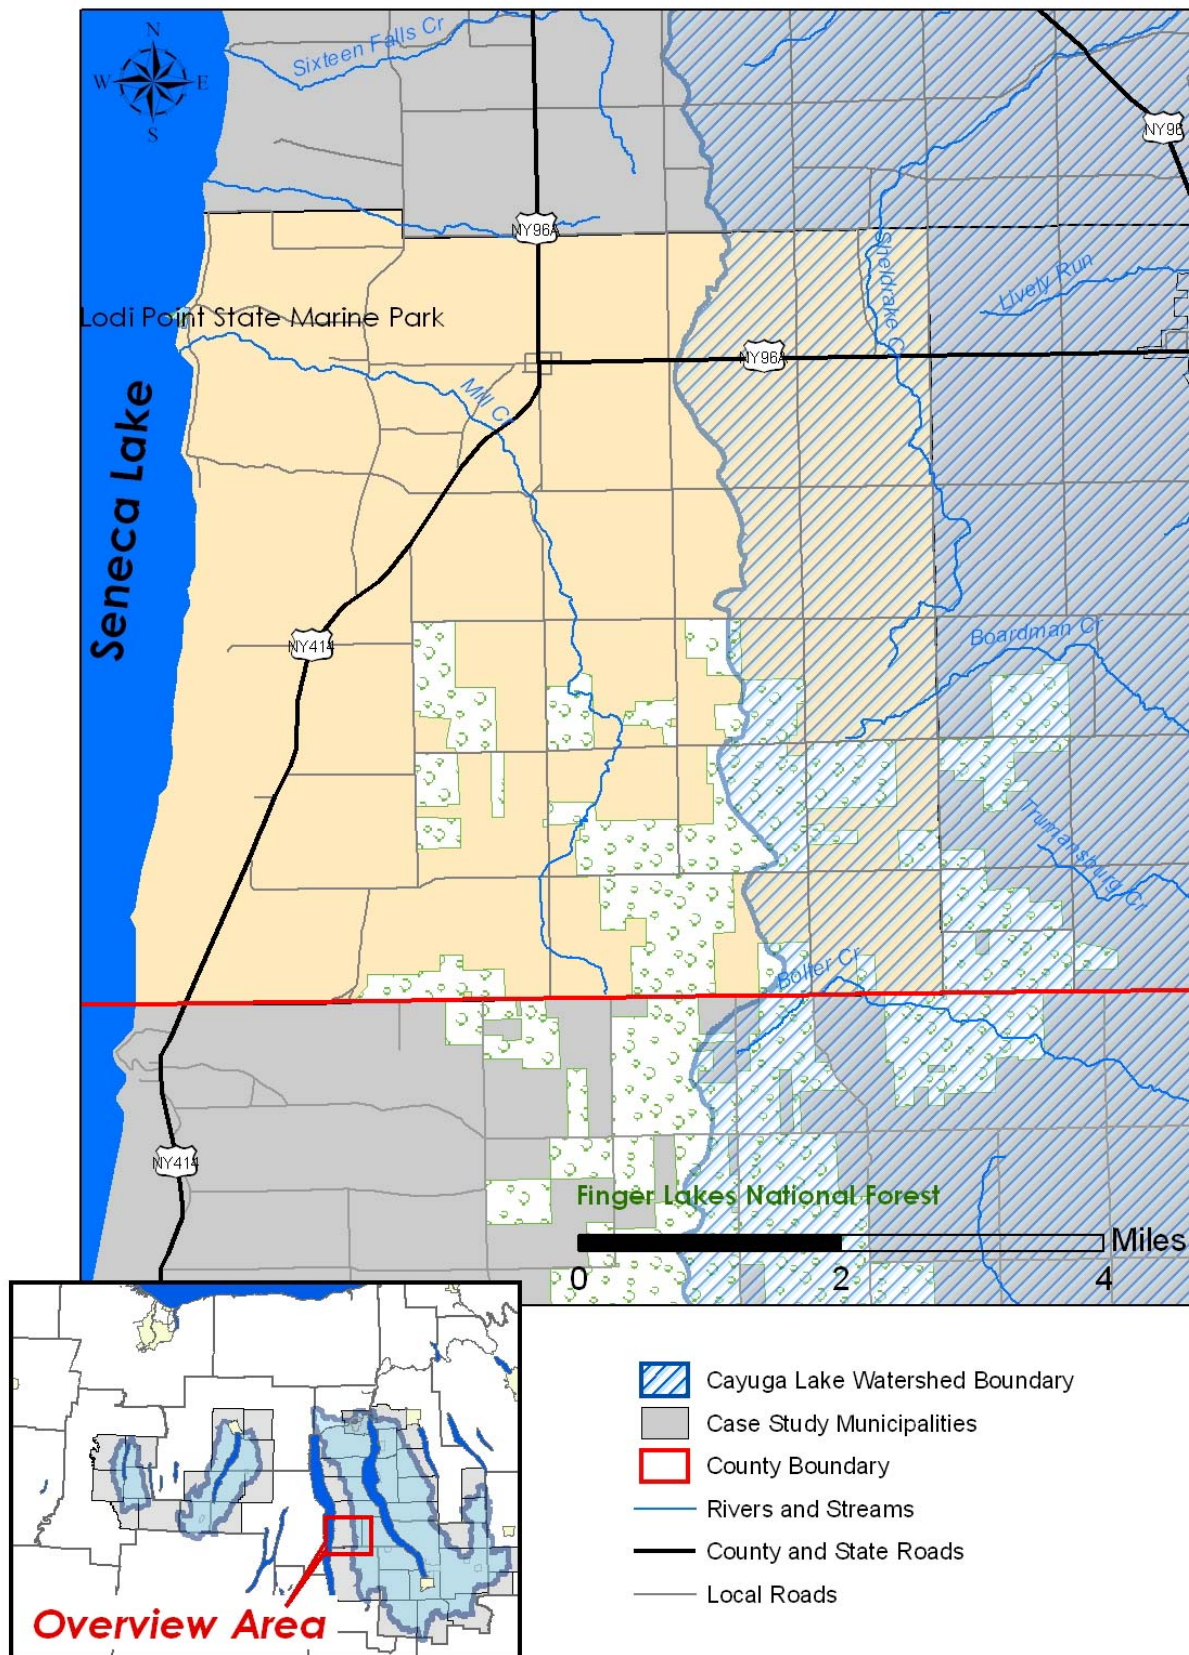 N
W E
S
Sixteen Falls Cr
NY96
NY96A
Sheldrake Cr
Lively Run
Lodi Point State Marine Park
NY96A
Mill Cr
Seneca Lake
NY414
Boardman Cr
Trumansburg Cr
Bolter Cr
NY414
Finger Lakes National Forest
Miles
0 2 4
Cayuga Lake Watershed Boundary
Case Study Municipalities
County Boundary
Rivers and Streams
County and State Roads
Local Roads
Overview Area